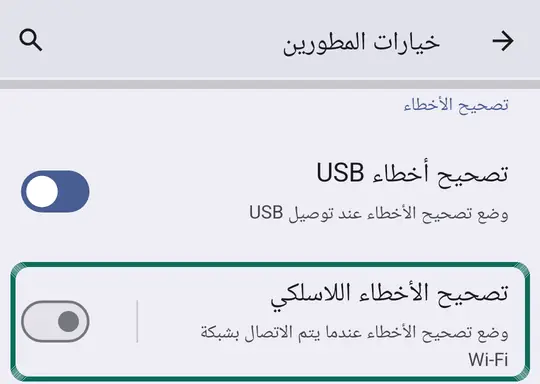 خيارات المطورين
تصحيح الأخطاء
تصحيح أخطاء USB
وضع تصحيح الأخطاء عند توصيل USB
تصحيح الأخطاء اللاسلكي
وضع تصحيح الأخطاء عندما يتم الاتصال بشبكة
Wi-Fi